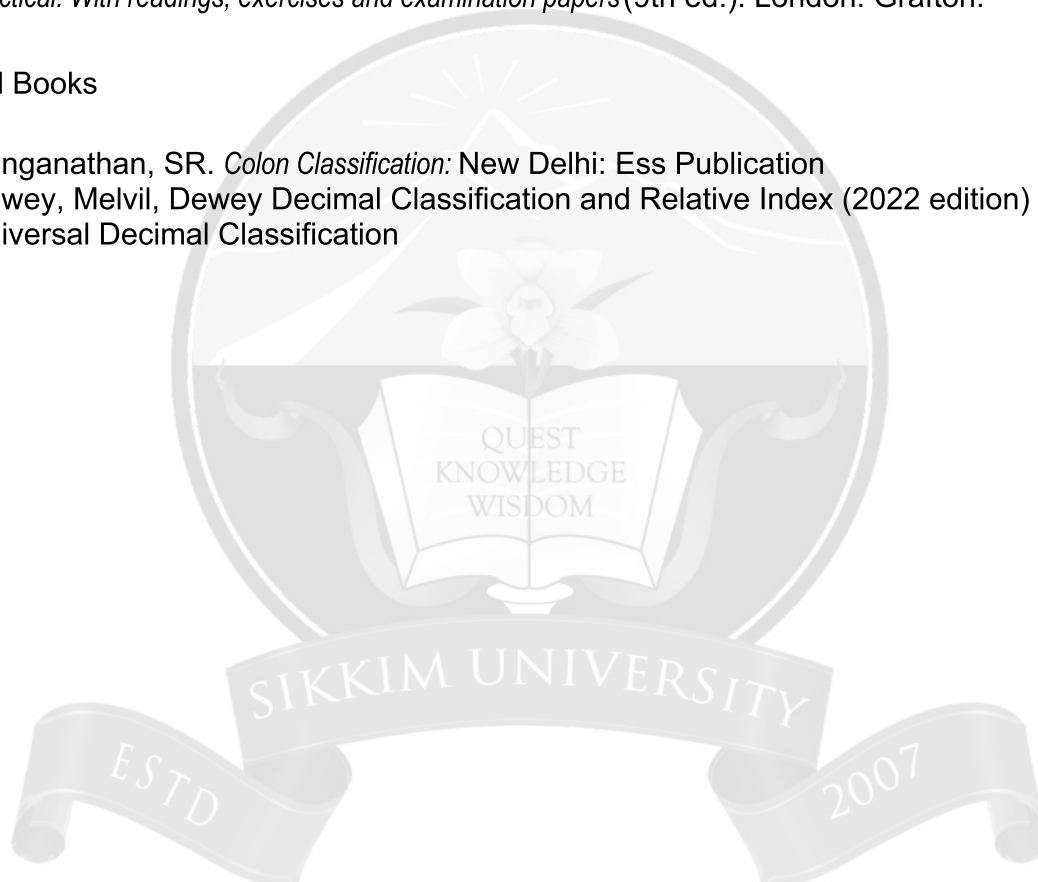 ctical: With readings, exercises and examination papers (5th ed.). London: Grafton.
l Books
nganathan, SR. Colon Classification: New Delhi: Ess Publication
wey, Melvil, Dewey Decimal Classification and Relative Index (2022 edition)
iversal Decimal Classification
QUEST
KNOWLEDGE
WISDOM
SIKKIM UNIVERSITY
ESTD
2007